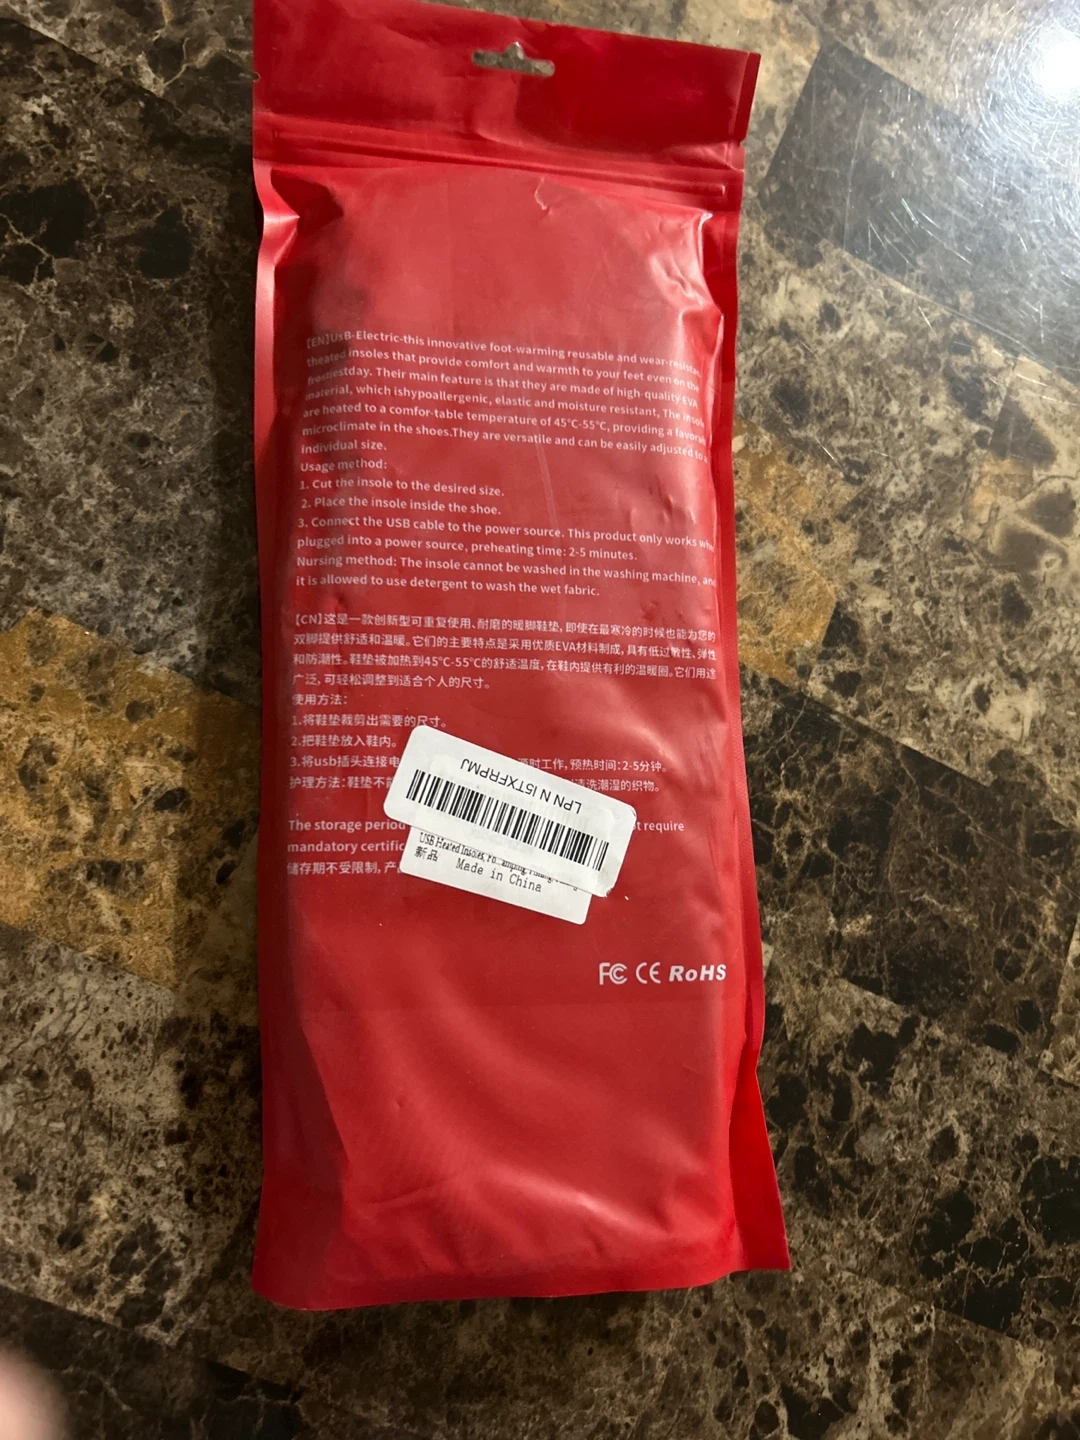 [EN]UsB-Electric-this innovative foot-warming reusable and wear-resistan
theated insoles that provide comfort and warmth to your feet even on the
frostiestday. Their main feature is that they are made of high-quality EVA
material, which ishypoallergenic, elastic and moisture resistant, The insol
are heated to a comfor-table temperature of 45°C-55°C, providing a favora
microclimate in the shoes.They are versatile and can be easily adjusted to
individual size.
Usage method:
1. Cut the insole to the desired size.
2. Place the insole inside the shoe.
3. Connect the USB cable to the power source. This product only works
plugged into a power source, preheating time: 2-5 minutes.
Nursing method: The insole cannot be washed in the washing machine, and
it is allowed to use detergent to wash the wet fabric.
【CN】这是一款创新型可重复使用、耐磨的暖脚鞋垫, 即使在最寒冷的时候也能为您的
双脚提供舒适和温暖。它们的主要特点是采用优质EVA材料制成, 具有低过敏性, 弹性
和防潮性。鞋垫被加热到45°C-55°C的舒适温度, 在鞋内提供有利的温暖圈。它们用途
广泛, 可轻松调整到适合个人的尺寸。
使用方法:
1.将鞋垫裁剪出需要的尺寸。
2.把鞋垫放入鞋内。
3.将usb插头连接电 源时工作, 预热时间:2-5分钟。
护理方法:鞋垫不能 清洗潮湿的织物。
LPN N I5TXFRPMJ
The storage period t require
mandatory certific
USB Heated Insoles,
储存期不受限制, 产
新品 Made in China
FC CE RoHS